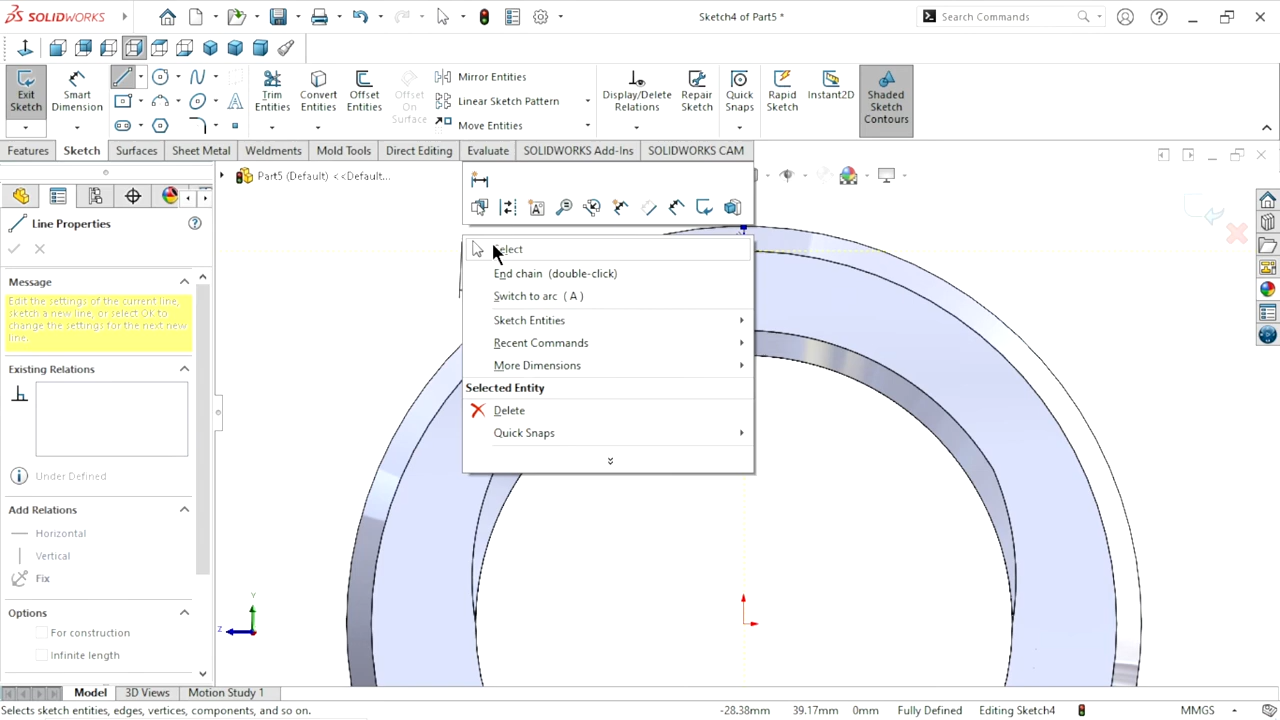 SOLIDWORKS
Sketch4 of Part5 *
Search Commands
Exit Sketch
Smart Dimension
Trim Entities
Convert Entities
Offset Entities
Offset On Surface
Mirror Entities
Linear Sketch Pattern
Move Entities
Display/Delete Relations
Repair Sketch
Quick Snaps
Rapid Sketch
Instant2D
Shaded Sketch Contours
Features Sketch Surfaces Sheet Metal Weldments Mold Tools Direct Editing Evaluate SOLIDWORKS Add-Ins SOLIDWORKS CAM
Part5 (Default) <<Default...
Line Properties
Message
Edit the settings of the current line,
sketch a new line, or select Ok to
change the settings for the next new
line.
Existing Relations
Under Defined
Add Relations
Horizontal
Vertical
Fix
Options
For construction
Infinite length
Select
End chain (double-click)
Switch to arc ( A )
Sketch Entities
Recent Commands
More Dimensions
Selected Entity
Delete
Quick Snaps
Y
Z
Model 3D Views Motion Study 1
Selects sketch entities, edges, vertices, components, and so on.
-28.38mm 39.17mm 0mm Fully Defined Editing Sketch4 MMGS